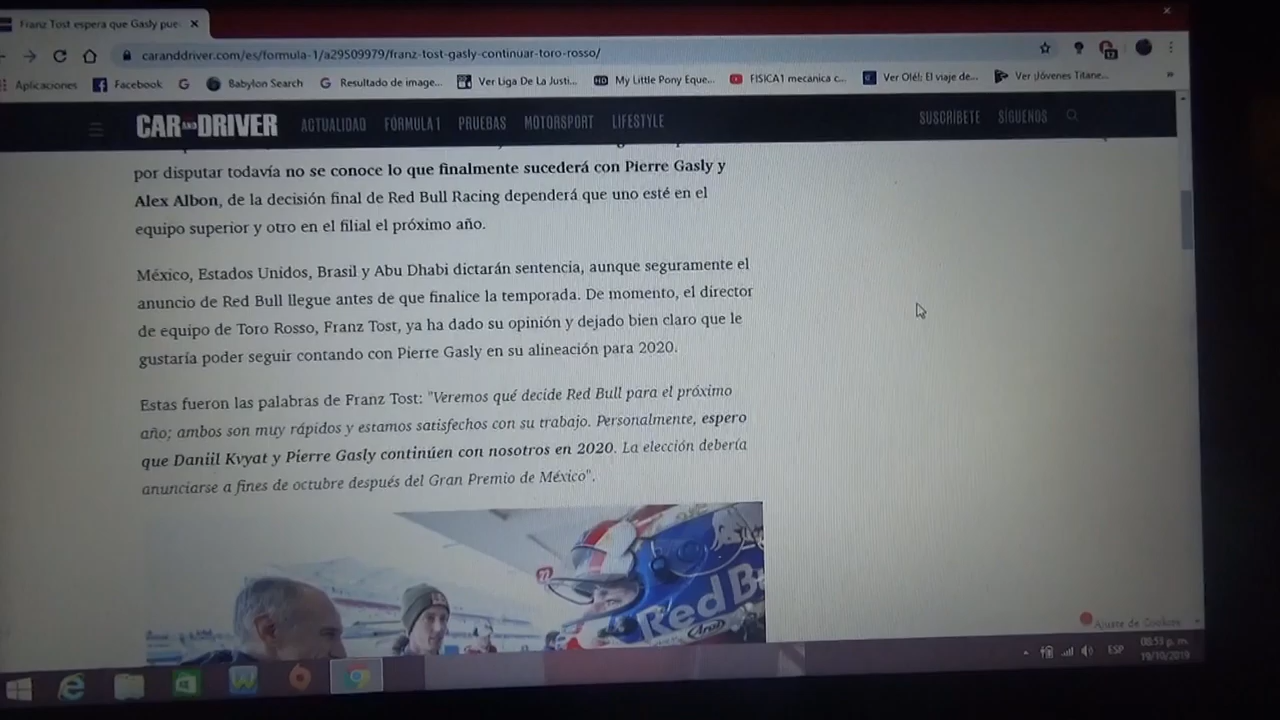 Franz Tost espera que Gasly pue
caranddriver.com/es/formula-1/a29509979/franz-tost-gasly-continuar-toro-rosso/
12
Aplicaciones
Facebook
Babylon Search
Resultado de image...
Ver Liga De La Justi...
HD
My Little Pony Eque...
FISICA1 mecanica c...
Ver Olé!: El viaje de...
Ver ¡Jóvenes Titane...
CAR AND DRIVER
ACTUALIDAD
FÓRMULA 1
PRUEBAS
MOTORSPORT
LIFESTYLE
SUSCRÍBETE
SÍGUENOS
por disputar todavía no se conoce lo que finalmente sucederá con Pierre Gasly y
Alex Albon, de la decisión final de Red Bull Racing dependerá que uno esté en el
equipo superior y otro en el filial el próximo año.
México, Estados Unidos, Brasil y Abu Dhabi dictarán sentencia, aunque seguramente el
anuncio de Red Bull llegue antes de que finalice la temporada. De momento, el director
de equipo de Toro Rosso, Franz Tost, ya ha dado su opinión y dejado bien claro que le
gustaría poder seguir contando con Pierre Gasly en su alineación para 2020.
Estas fueron las palabras de Franz Tost: "Veremos qué decide Red Bull para el próximo
año; ambos son muy rápidos y estamos satisfechos con su trabajo. Personalmente, espero
que Daniil Kvyat y Pierre Gasly continúen con nosotros en 2020. La elección debería
anunciarse a fines de octubre después del Gran Premio de México".
Red Bu
Arai
Ajuste de Cookies
ESP
08:53 p. m.
19/10/2019